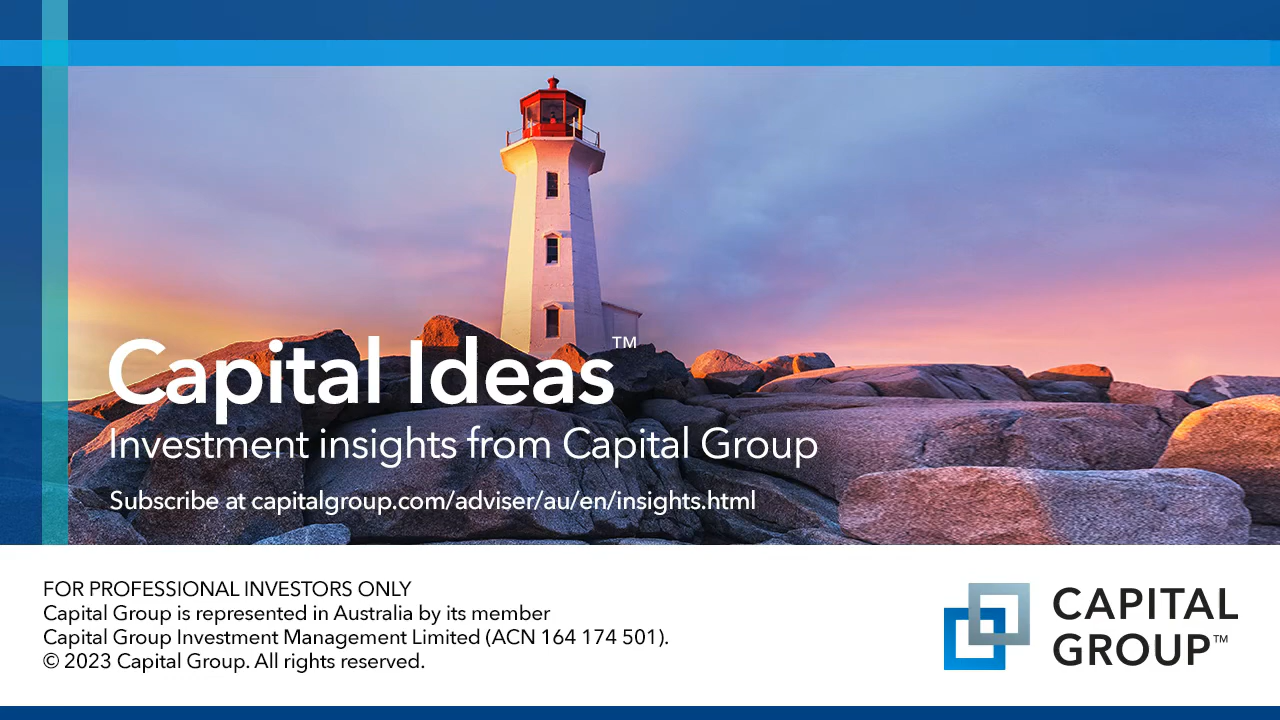 Capital Ideas™
Investment insights from Capital Group
Subscribe at capitalgroup.com/adviser/au/en/insights.html
FOR PROFESSIONAL INVESTORS ONLY
Capital Group is represented in Australia by its member
Capital Group Investment Management Limited (ACN 164 174 501).
© 2023 Capital Group. All rights reserved.
CAPITAL
GROUP™